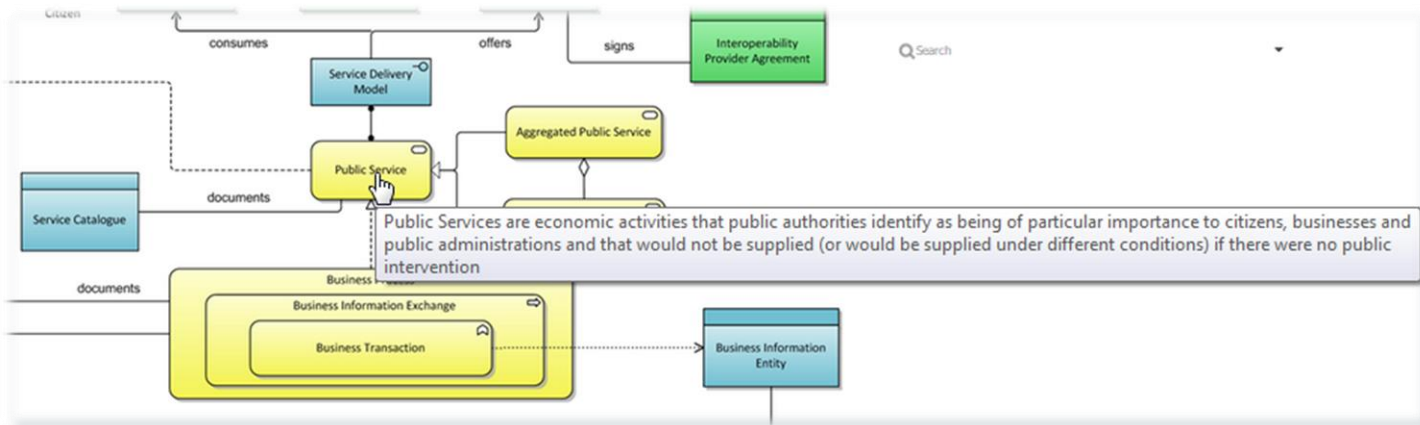 Citizen
consumes
offers
signs
Interoperability
Provider Agreement
Search
Service Delivery
Model
Aggregated Public Service
Public Service
documents
Service Catalogue
Public Services are economic activities that public authorities identify as being of particular importance to citizens, businesses and
public administrations and that would not be supplied (or would be supplied under different conditions) if there were no public
intervention
documents
Business Process
Business Information Exchange
Business Transaction
Business Information
Entity